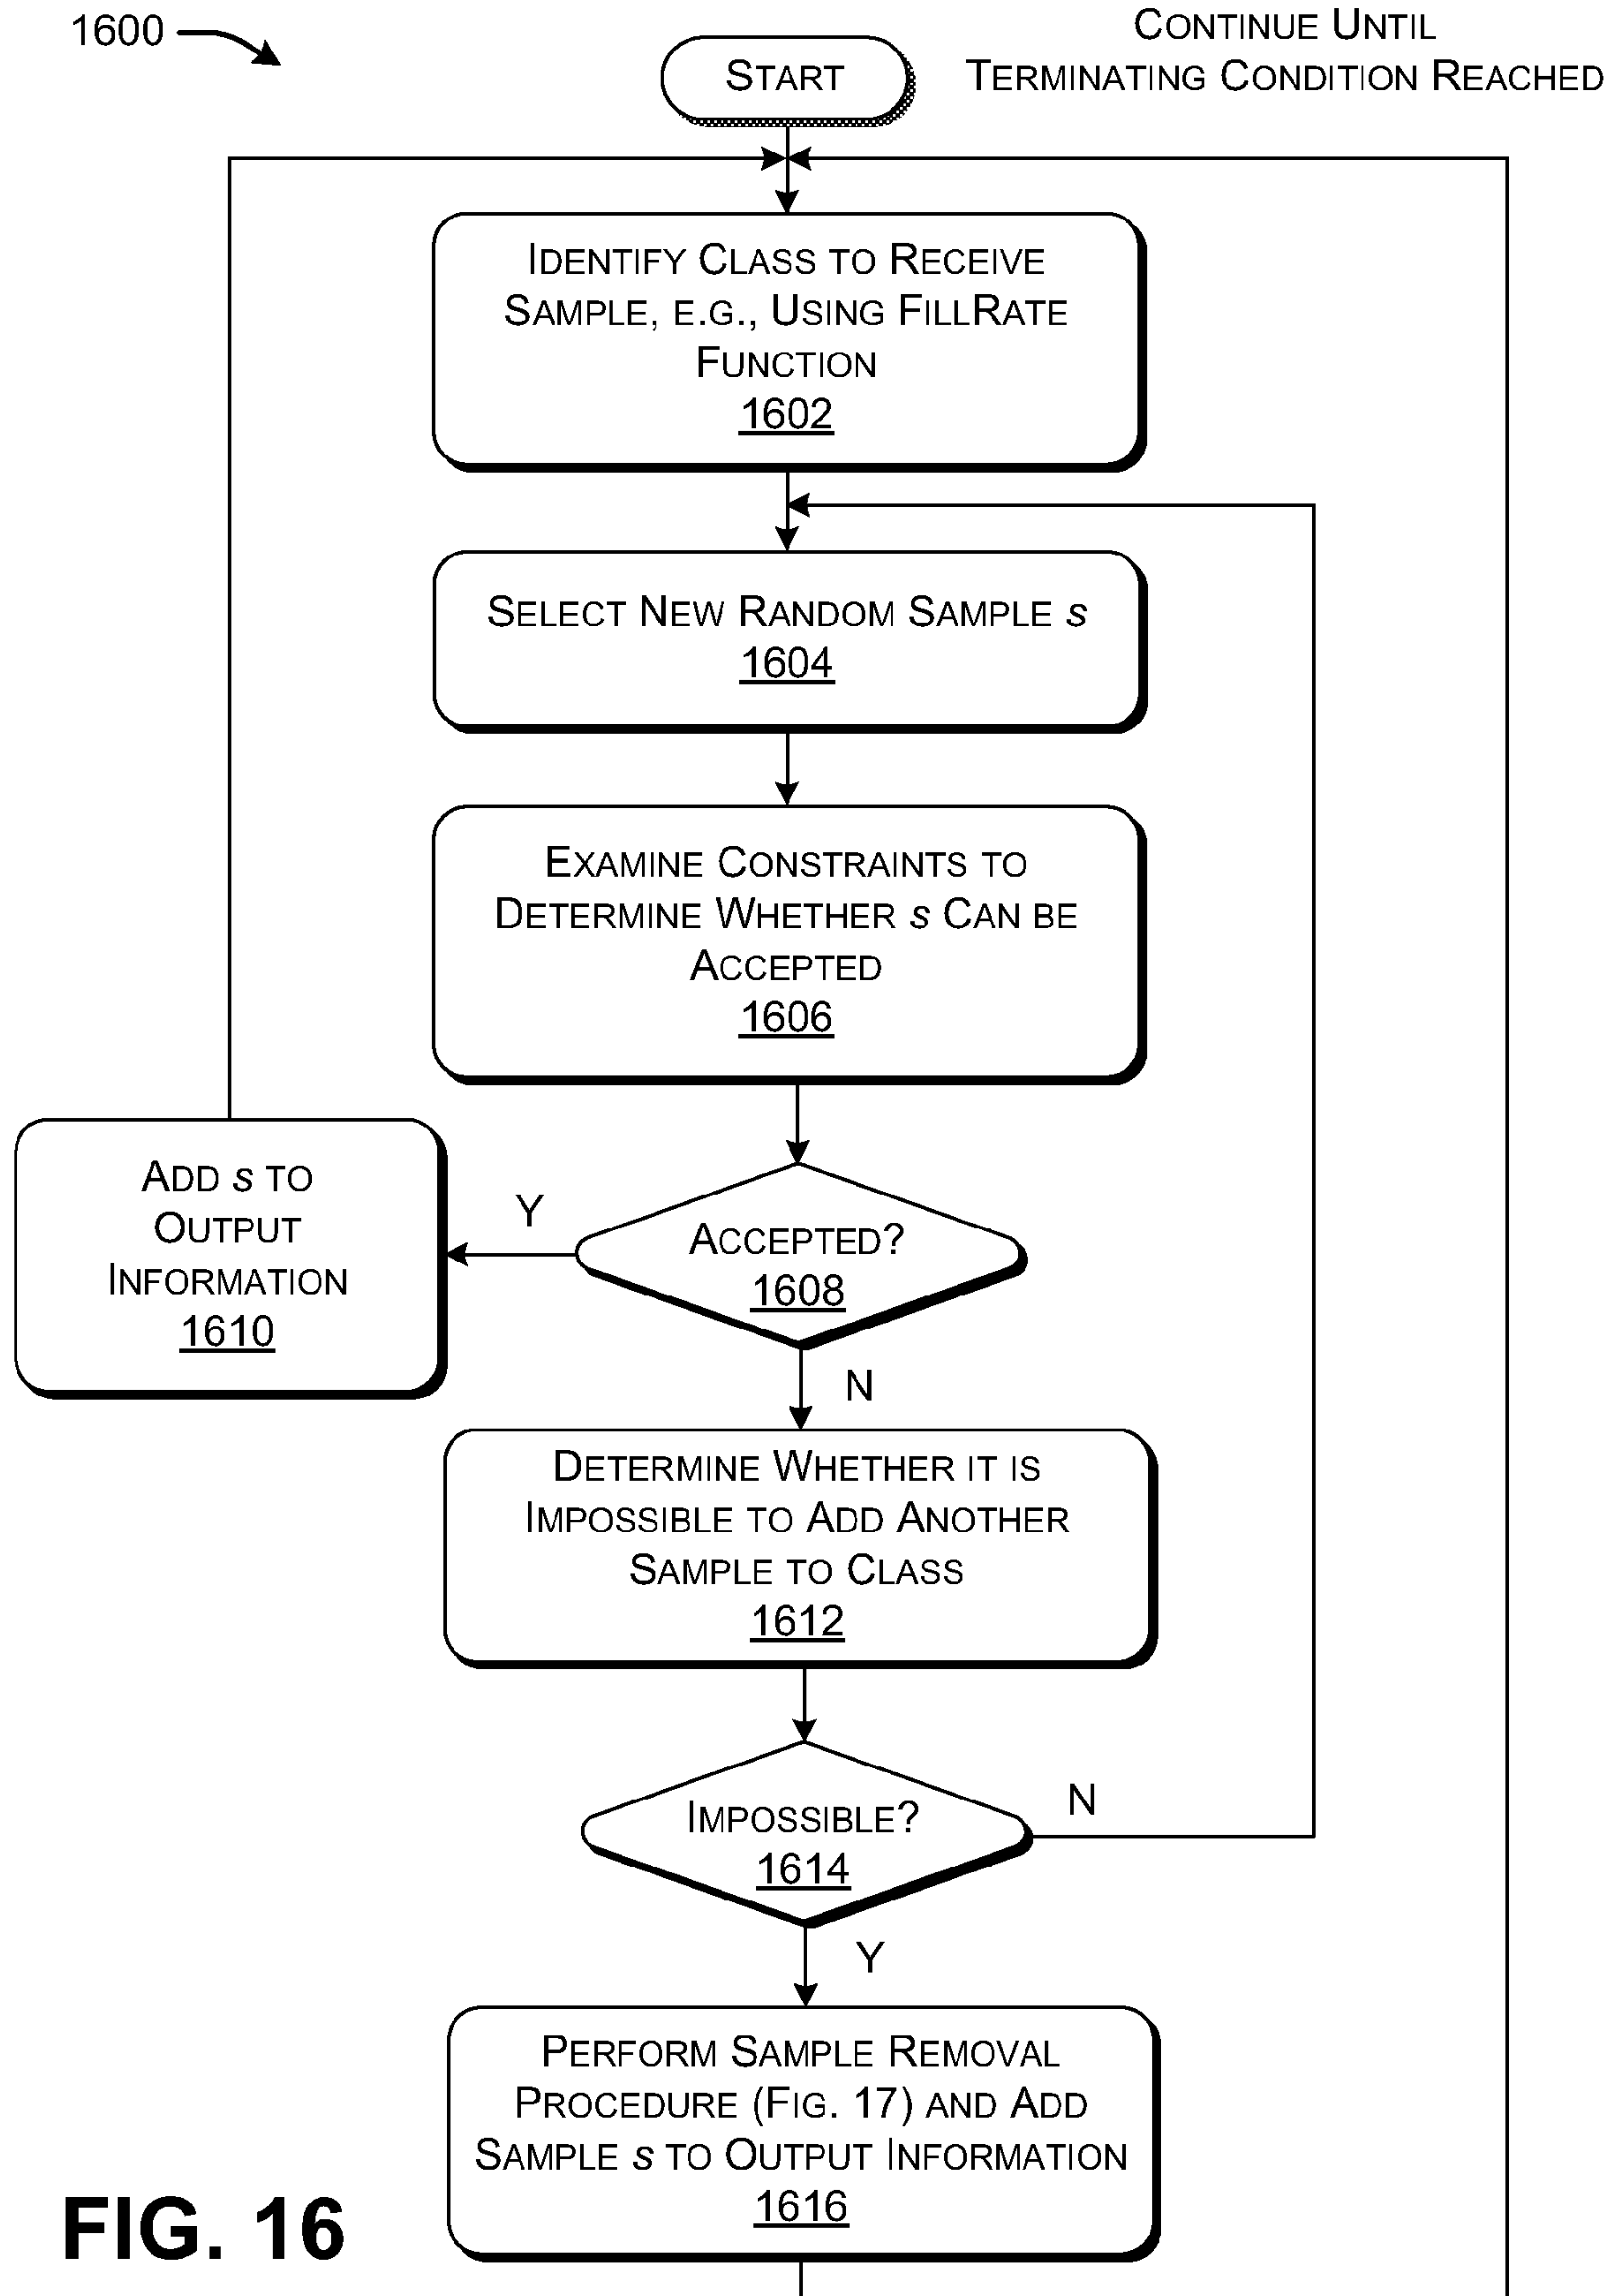 1600
CONTINUE UNTIL
TERMINATING CONDITION REACHED
START
IDENTIFY CLASS TO RECEIVE
SAMPLE, E.G., USING FILLRATE
FUNCTION
1602
SELECT NEW RANDOM SAMPLE s
1604
EXAMINE CONSTRAINTS TO
DETERMINE WHETHER s CAN BE
ACCEPTED
1606
ADD s TO
OUTPUT
INFORMATION
1610
Y
ACCEPTED?
1608
N
DETERMINE WHETHER IT IS
IMPOSSIBLE TO ADD ANOTHER
SAMPLE TO CLASS
1612
IMPOSSIBLE?
1614
N
Y
PERFORM SAMPLE REMOVAL
PROCEDURE (FIG. 17) AND ADD
SAMPLE s TO OUTPUT INFORMATION
1616
FIG. 16